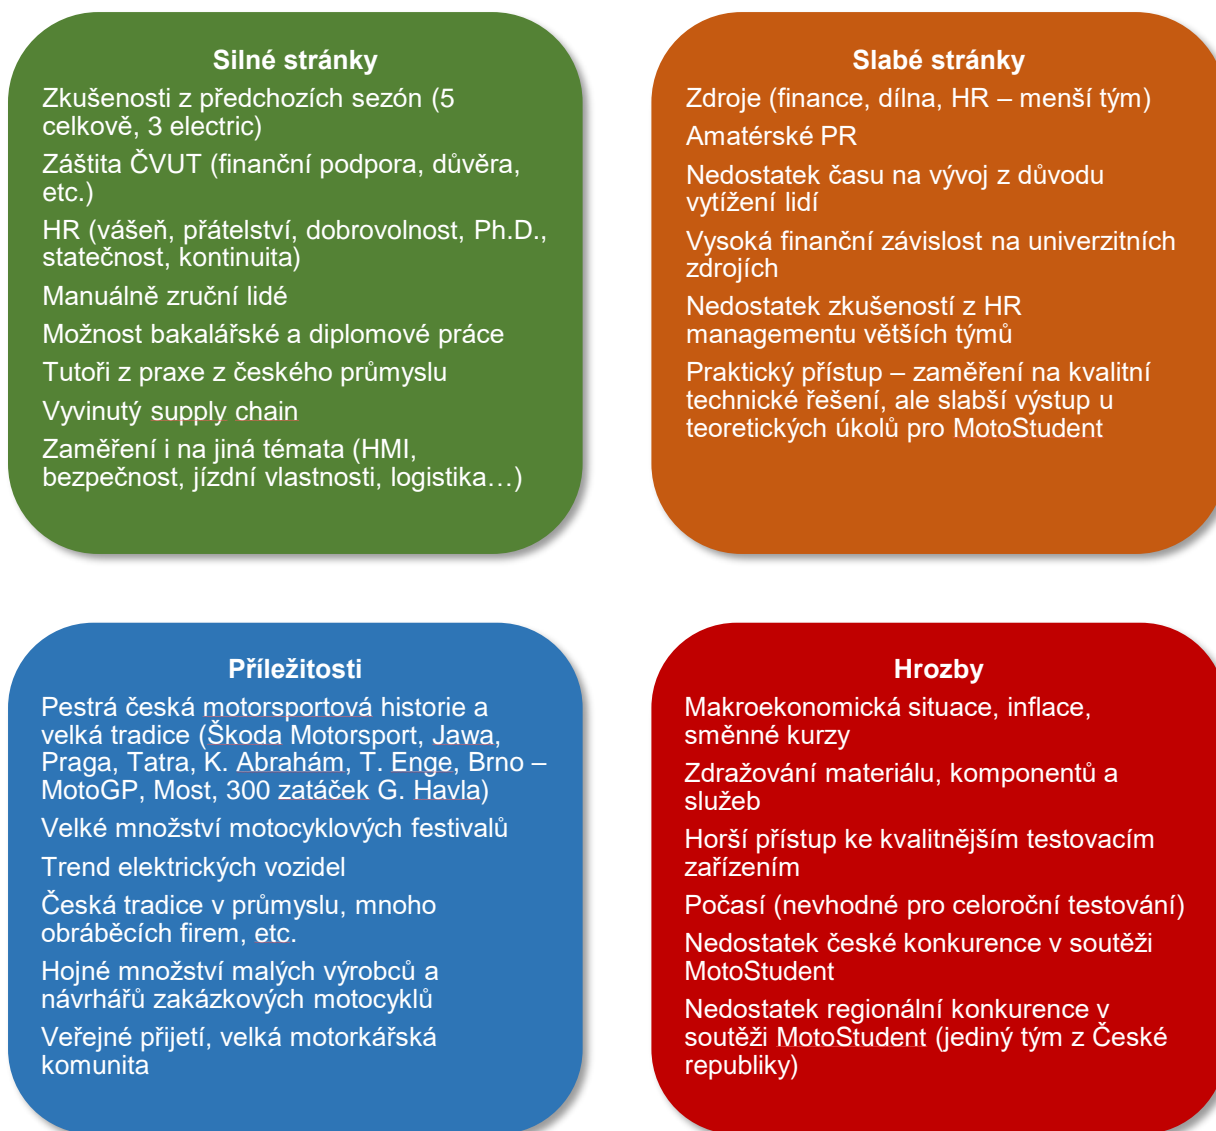 Silné stránky
Zkušenosti z předchozích sezón (5
celkově, 3 electric)
Záštita ČVUT (finanční podpora, důvěra,
etc.)
HR (vášeň, přátelství, dobrovolnost, Ph.D.,
statečnost, kontinuita)
Manuálně zruční lidé
Možnost bakalářské a diplomové práce
Tutoři z praxe z českého průmyslu
Vyvinutý supply chain
Zaměření i na jiná témata (HMI,
bezpečnost, jízdní vlastnosti, logistika…)
Slabé stránky
Zdroje (finance, dílna, HR – menší tým)
Amatérské PR
Nedostatek času na vývoj z důvodu
vytížení lidí
Vysoká finanční závislost na univerzitních
zdrojích
Nedostatek zkušeností z HR
managementu větších týmů
Praktický přístup – zaměření na kvalitní
technické řešení, ale slabší výstup u
teoretických úkolů pro MotoStudent
Příležitosti
Pestrá česká motorsportová historie a
velká tradice (Škoda Motorsport, Jawa,
Praga, Tatra, K. Abrahám, T. Enge, Brno –
MotoGP, Most, 300 zatáček G. Havla)
Velké množství motocyklových festivalů
Trend elektrických vozidel
Česká tradice v průmyslu, mnoho
obráběcích firem, etc.
Hojné množství malých výrobců a
návrhářů zakázkových motocyklů
Veřejné přijetí, velká motorkářská
komunita
Hrozby
Makroekonomická situace, inflace,
směnné kurzy
Zdražování materiálu, komponentů a
služeb
Horší přístup ke kvalitnějším testovacím
zařízením
Počasí (nevhodné pro celoroční testování)
Nedostatek české konkurence v soutěži
MotoStudent
Nedostatek regionální konkurence v
soutěži MotoStudent (jediný tým z České
republiky)